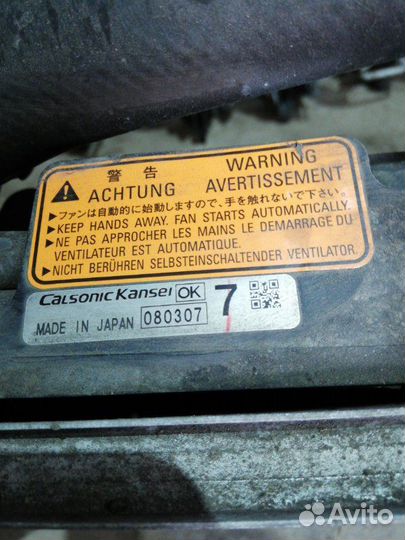 警告 WARNING
ACHTUNG AVERTISSEMENT
▶ファンは自動的に始動しますので、手を触れないで下さい。
▶KEEP HANDS AWAY. FAN STARTS AUTOMATICALLY.
▶NE PAS APPROCHER LES MAINS LE DEMARRAGE DU
VENTILATEUR EST AUTOMATIQUE.
▶NICHT BERÜHREN SELBSTEINSCHALTENDER VENTILATOR.
Calsonic Kansei OK 7
MADE IN JAPAN 080307
Avito